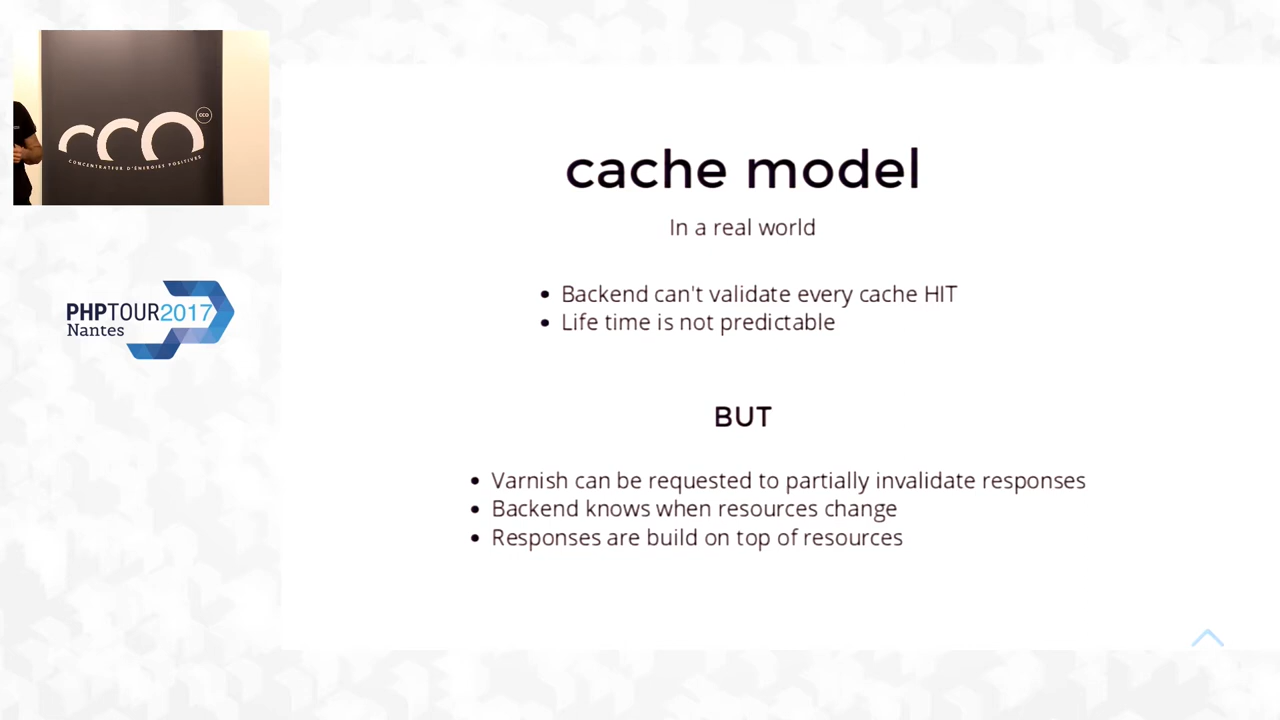 cco
cco
CONCENTRATEUR D'ÉNERGIES POSITIVES
PHPTOUR2017
Nantes
cache model
In a real world
• Backend can't validate every cache HIT
• Life time is not predictable
BUT
• Varnish can be requested to partially invalidate responses
• Backend knows when resources change
• Responses are build on top of resources